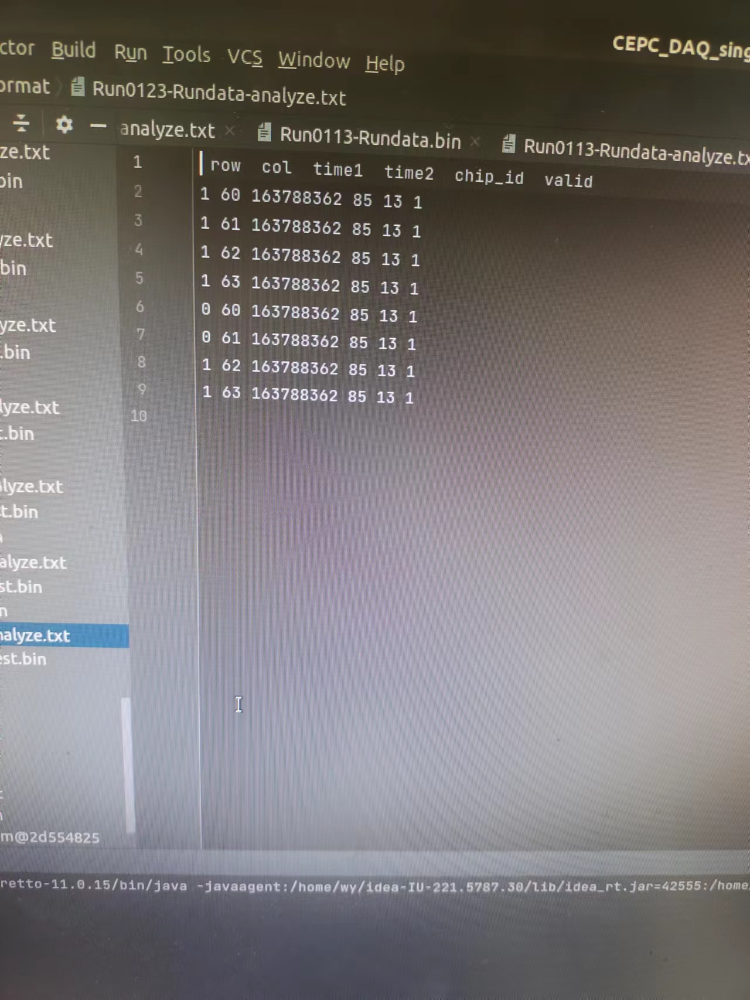 ctor Build Run Tools VCS Window Help
CEPC_DAQ_sing
ormat Run0123-Rundata-analyze.txt
analyze.txt Run0113-Rundata.bin Run0113-Rundata-analyze.tx
ze.txt
bin
yze.txt
bin
yze.txt
.bin
lyze.txt
t.bin
lyze.txt
t.bin
n
alyze.txt
st.bin
n
nalyze.txt
est.bin
m@2d554825
1 row col time1 time2 chip_id valid
2 1 60 163788362 85 13 1
3 1 61 163788362 85 13 1
4 1 62 163788362 85 13 1
5 1 63 163788362 85 13 1
6 0 60 163788362 85 13 1
7 0 61 163788362 85 13 1
8 1 62 163788362 85 13 1
9 1 63 163788362 85 13 1
10
retto-11.0.15/bin/java -javaagent:/home/wy/idea-IU-221.5787.30/lib/idea_rt.jar=42555:/home